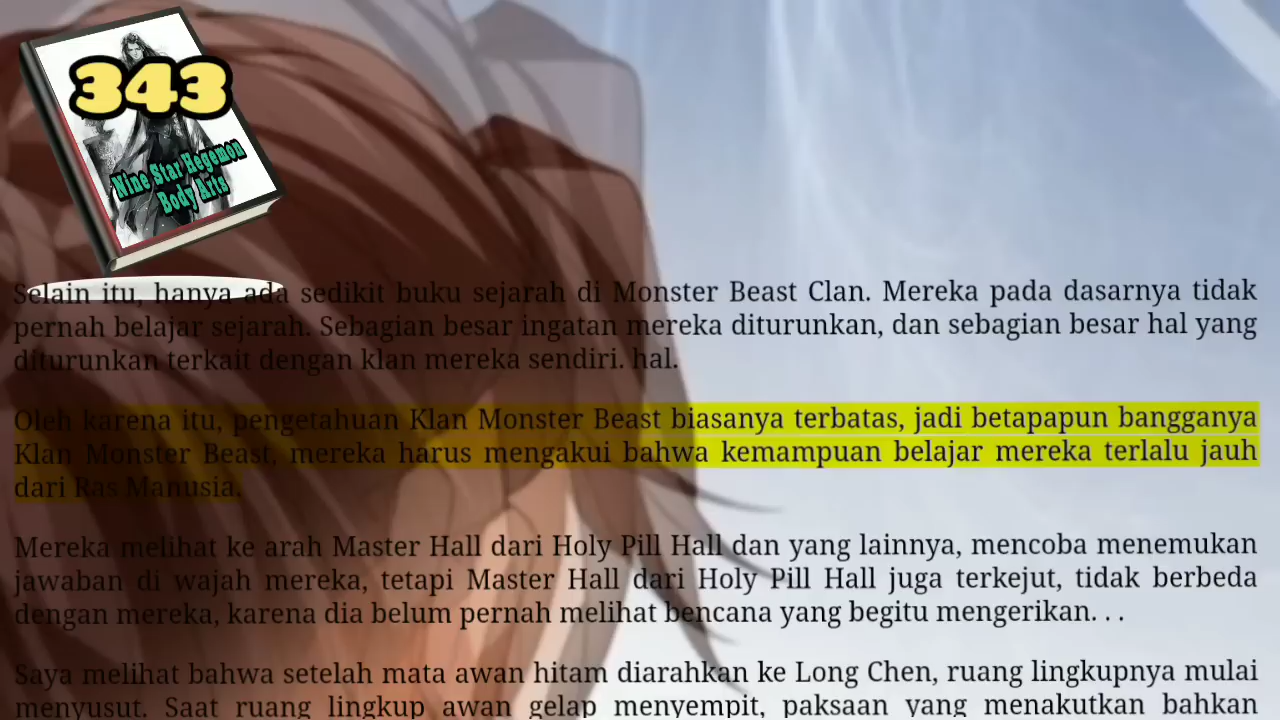 343
Nine Star Hegemon
Body Arts
Selain itu, hanya ada sedikit buku sejarah di Monster Beast Clan. Mereka pada dasarnya tidak
pernah belajar sejarah. Sebagian besar ingatan mereka diturunkan, dan sebagian besar hal yang
diturunkan terkait dengan klan mereka sendiri. hal.
Oleh karena itu, pengetahuan Klan Monster Beast biasanya terbatas, jadi betapapun bangganya
Klan Monster Beast, mereka harus mengakui bahwa kemampuan belajar mereka terlalu jauh
dari Ras Manusia.
Mereka melihat ke arah Master Hall dari Holy Pill Hall dan yang lainnya, mencoba menemukan
jawaban di wajah mereka, tetapi Master Hall dari Holy Pill Hall juga terkejut, tidak berbeda
dengan mereka, karena dia belum pernah melihat bencana yang begitu mengerikan. . .
Saya melihat bahwa setelah mata awan hitam diarahkan ke Long Chen, ruang lingkupnya mulai
menyusut. Saat ruang lingkup awan gelap menyempit, paksaan yang menakutkan bahkan